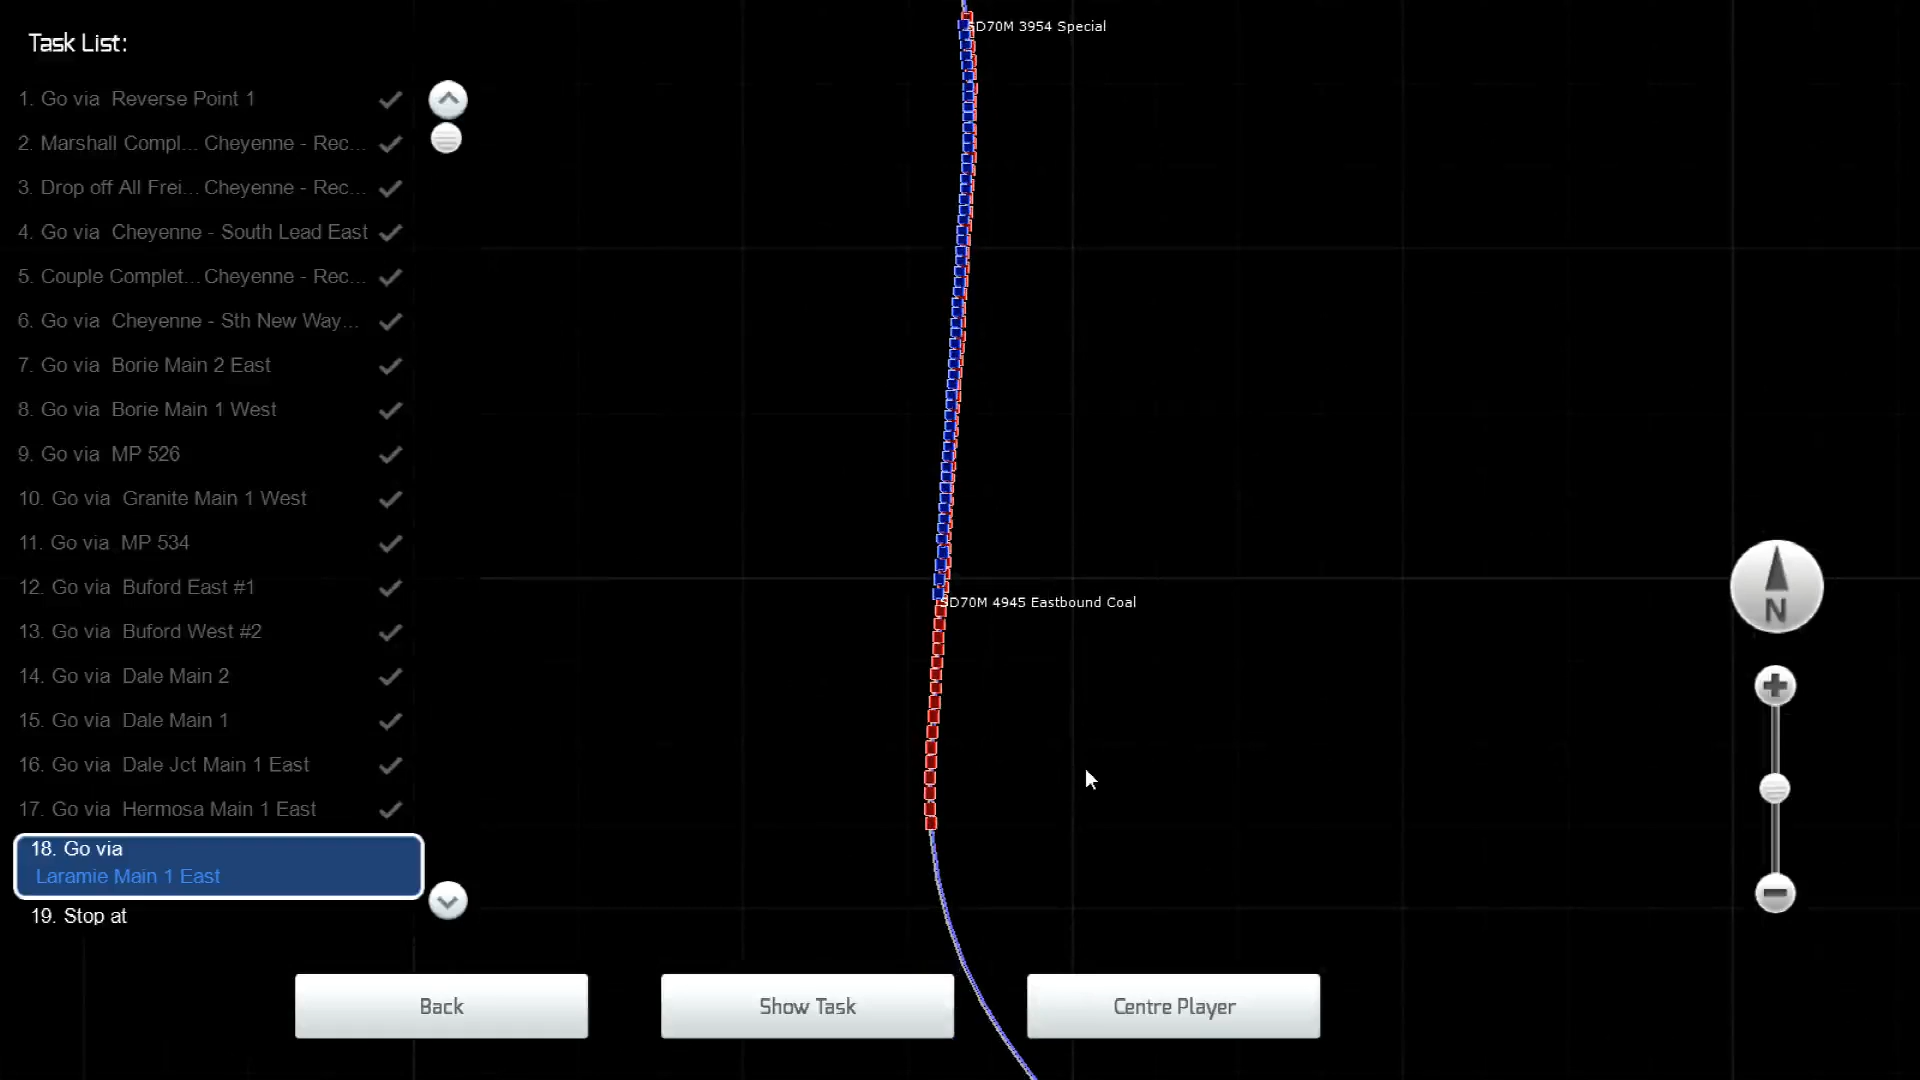 Task List:
1. Go via Reverse Point 1
2. Marshall Compl... Cheyenne - Rec...
3. Drop off All Frei... Cheyenne - Rec...
4. Go via Cheyenne - South Lead East
5. Couple Complet... Cheyenne - Rec...
6. Go via Cheyenne - Sth New Way...
7. Go via Borie Main 2 East
8. Go via Borie Main 1 West
9. Go via MP 526
10. Go via Granite Main 1 West
11. Go via MP 534
12. Go via Buford East #1
13. Go via Buford West #2
14. Go via Dale Main 2
15. Go via Dale Main 1
16. Go via Dale Jct Main 1 East
17. Go via Hermosa Main 1 East
18. Go via
Laramie Main 1 East
19. Stop at
SD70M 3954 Special
SD70M 4945 Eastbound Coal
N
Back
Show Task
Centre Player